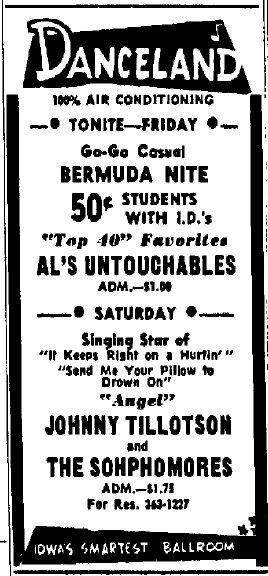 DANCELAND
100% AIR CONDITIONING
TONITE—FRIDAY
Go-Go Casual
BERMUDA NITE
50¢ STUDENTS
WITH I.D.'s
"Top 40" Favorites
AL'S UNTOUCHABLES
ADM.—$1.00
SATURDAY
Singing Star of
"It Keeps Right on a Hurtin'"
"Send Me Your Pillow to
Drown On"
"Angel"
JOHNNY TILLOTSON
and
THE SOHPHOMORES
ADM.—$1.75
For Res. 363-1227
IOWA'S SMARTEST BALLROOM